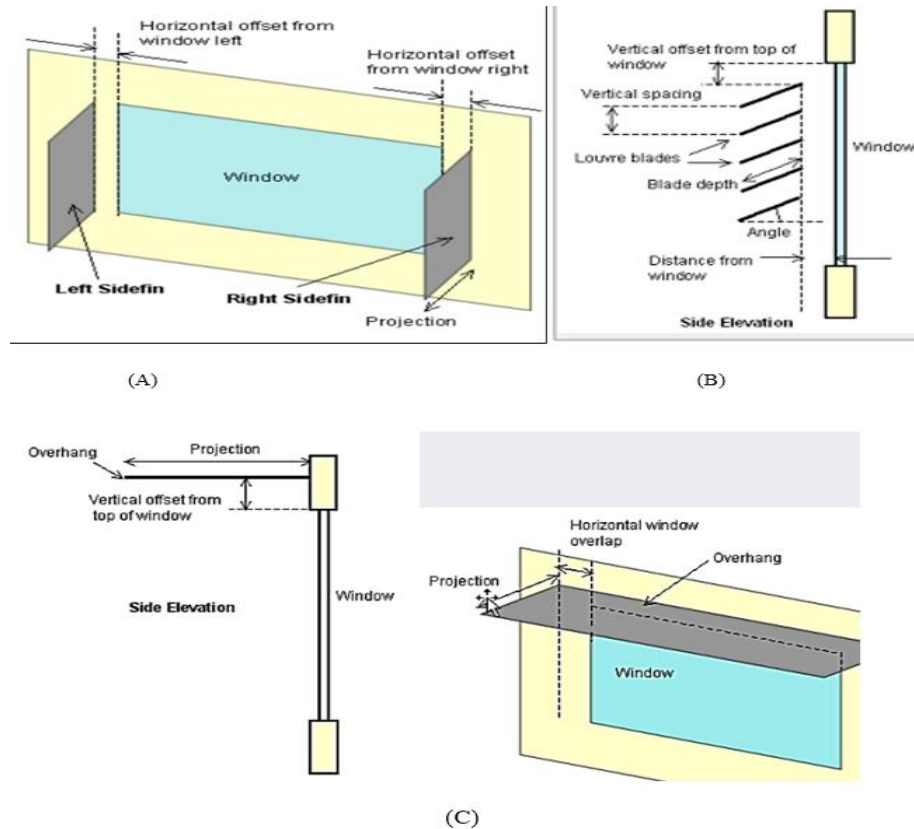 Horizontal offset from
window left
Horizontal offset
from window right
Window
Left Sidefin
Right Sidefin
Projection
Vertical offset from top of
window
Vertical spacing
Louvre blades
Window
Blade depth
Angle
Distance from
window
Side Elevation
(A)
(B)
Projection
Overhang
Vertical offset from
top of window
Window
Side Elevation
Horizontal window
overlap
Overhang
Projection
Window
(C)